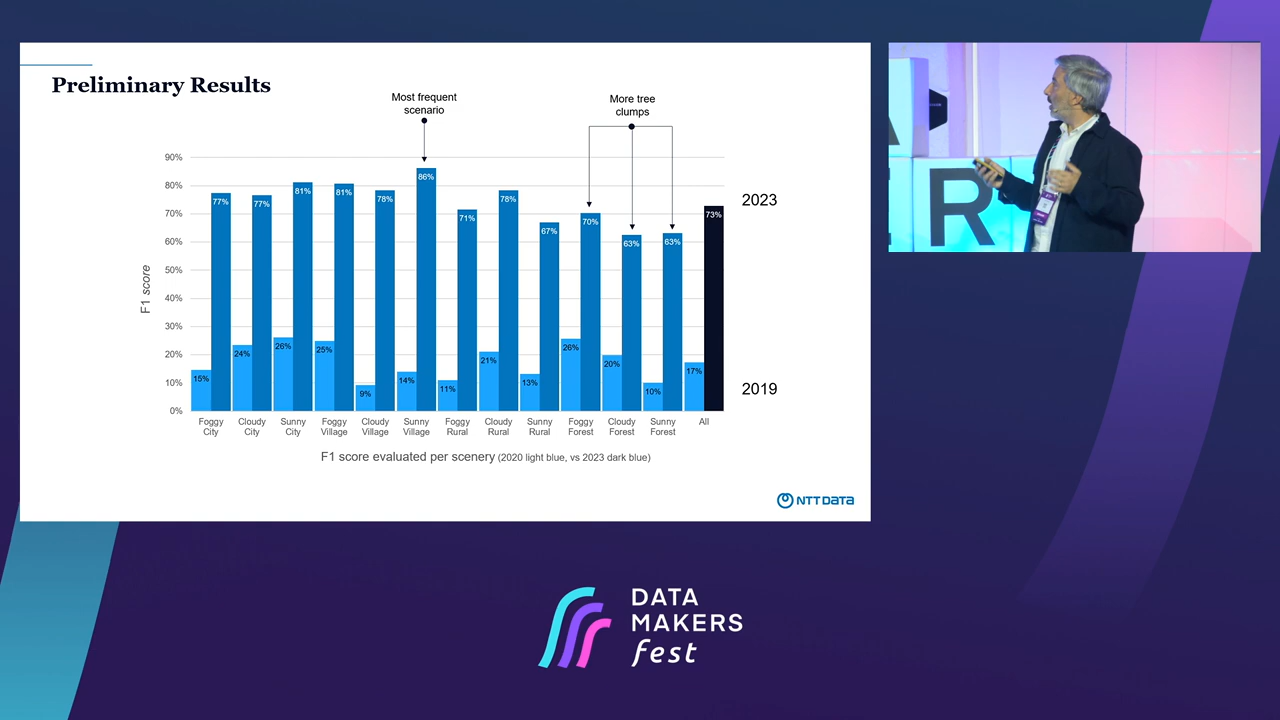 Preliminary Results
Most frequent
scenario
More tree
clumps
F1 score
90%
80%
70%
60%
50%
40%
30%
20%
10%
0%
15%
77%
24%
77%
26%
81%
25%
81%
9%
78%
14%
86%
11%
71%
21%
78%
13%
67%
26%
70%
20%
63%
10%
63%
17%
73%
2023
2019
Foggy
City
Cloudy
City
Sunny
City
Foggy
Village
Cloudy
Village
Sunny
Village
Foggy
Rural
Cloudy
Rural
Sunny
Rural
Foggy
Forest
Cloudy
Forest
Sunny
Forest
All
F1 score evaluated per scenery (2020 light blue, vs 2023 dark blue)
NTT DATA
R
DATA
MAKERS
fest